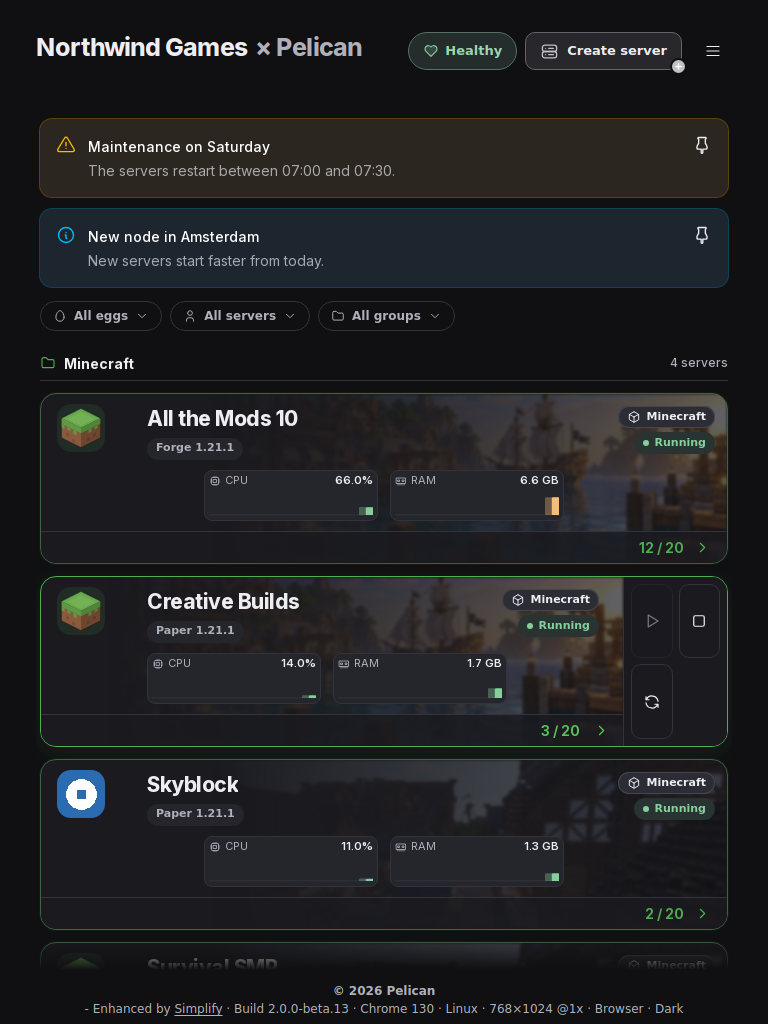 Northwind Games × Pelican
Healthy
Create server
Maintenance on Saturday
The servers restart between 07:00 and 07:30.
New node in Amsterdam
New servers start faster from today.
All eggs
All servers
All groups
Minecraft
4 servers
All the Mods 10
Minecraft
Forge 1.21.1
Running
CPU
66.0%
RAM
6.6 GB
12 / 20
Creative Builds
Minecraft
Paper 1.21.1
Running
CPU
14.0%
RAM
1.7 GB
3 / 20
Skyblock
Minecraft
Paper 1.21.1
Running
CPU
11.0%
RAM
1.3 GB
2 / 20
Survival SMP
Minecraft
© 2026 Pelican
- Enhanced by Simplify · Build 2.0.0-beta.13 · Chrome 130 · Linux · 768×1024 @1x · Browser · Dark